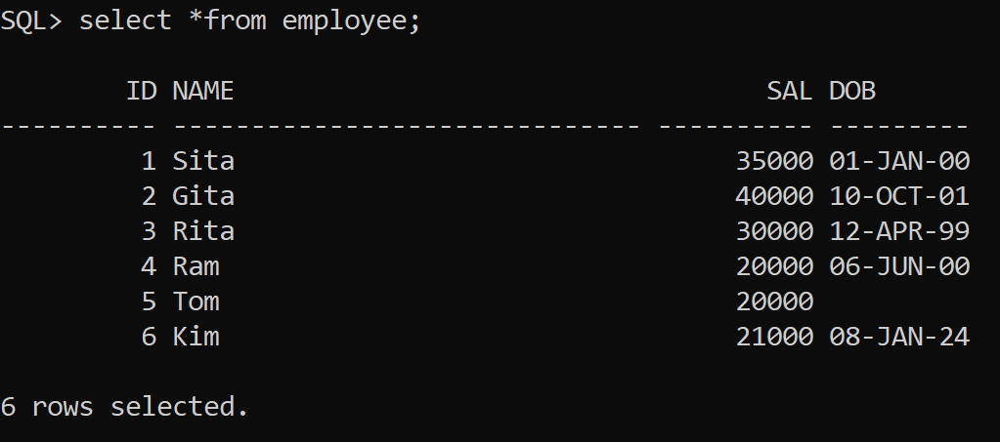 SQL> select *from employee;
        ID NAME                                  SAL DOB
---------- ------------------------------ ---------- ---------
         1 Sita                                35000 01-JAN-00
         2 Gita                                40000 10-OCT-01
         3 Rita                                30000 12-APR-99
         4 Ram                                 20000 06-JUN-00
         5 Tom                                 20000
         6 Kim                                 21000 08-JAN-24
6 rows selected.